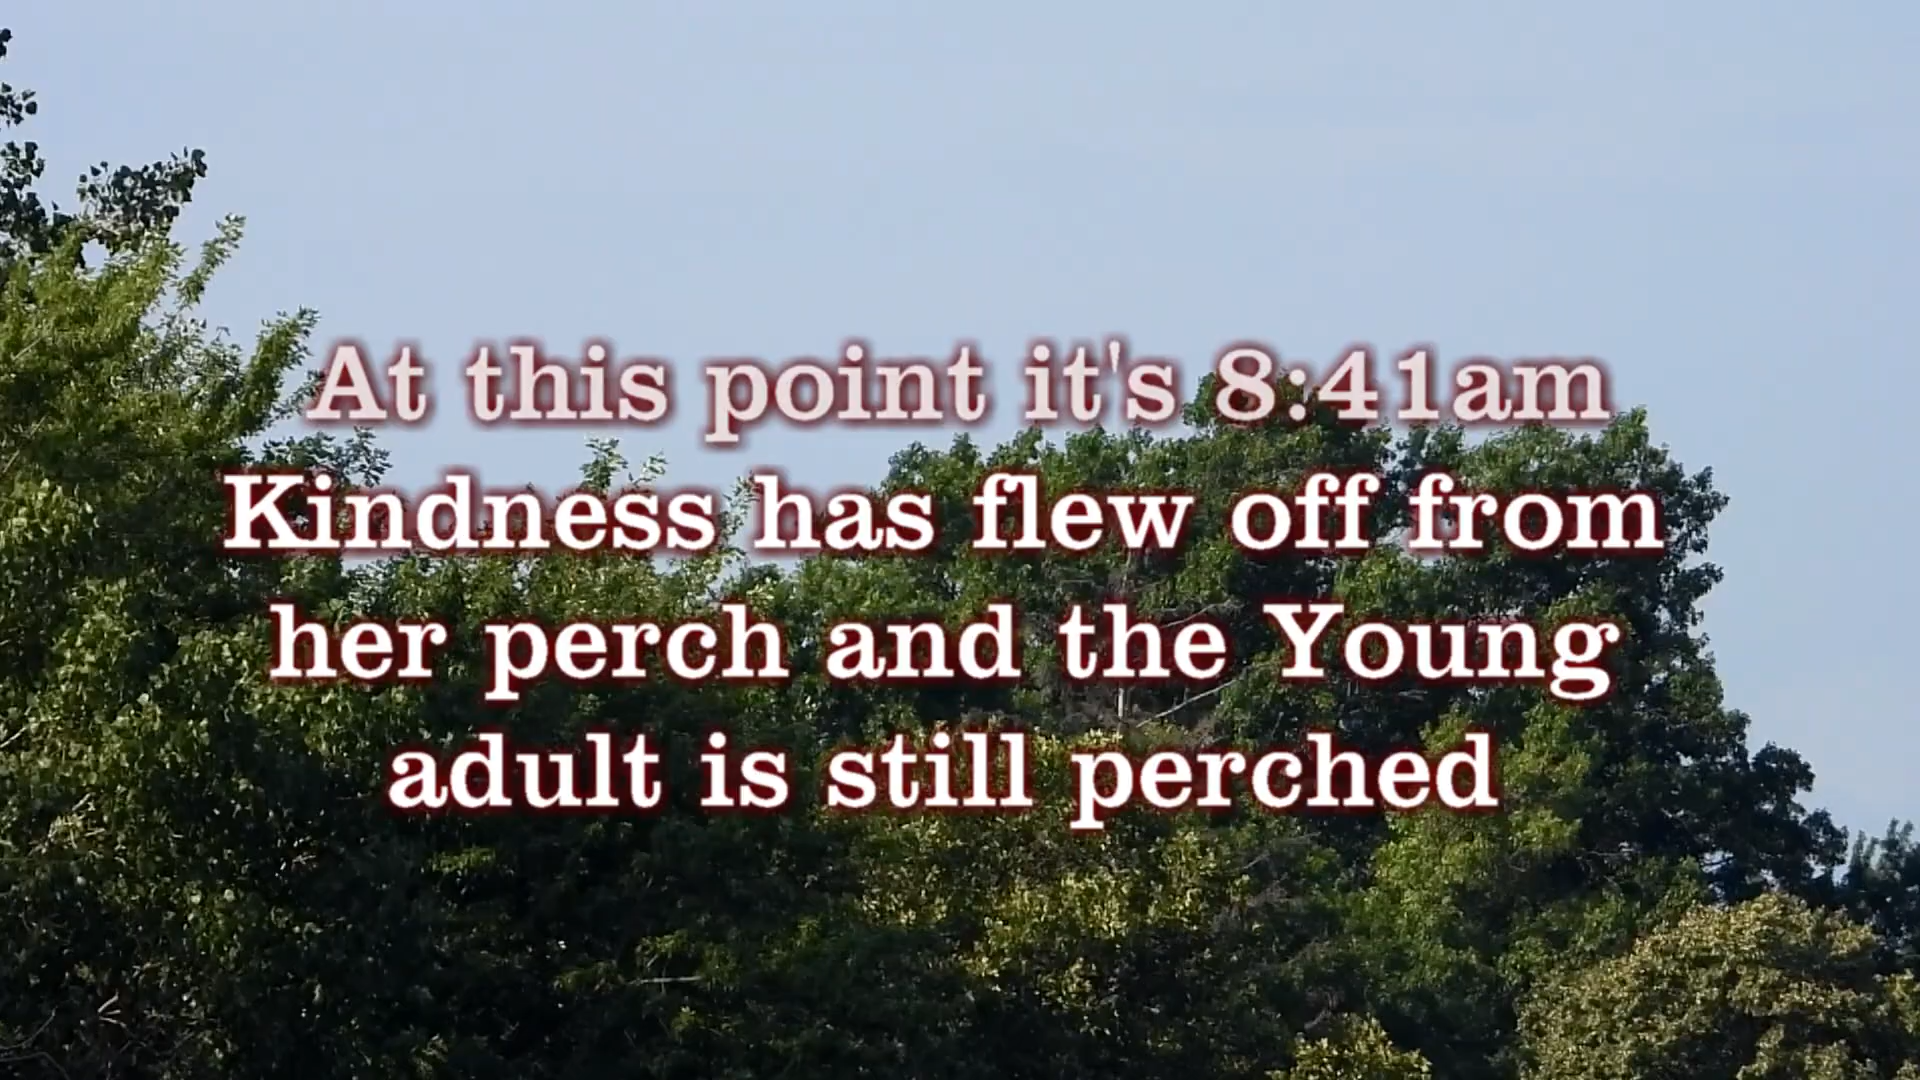 At this point it's 8:41am
Kindness has flew off from
her perch and the Young
adult is still perched